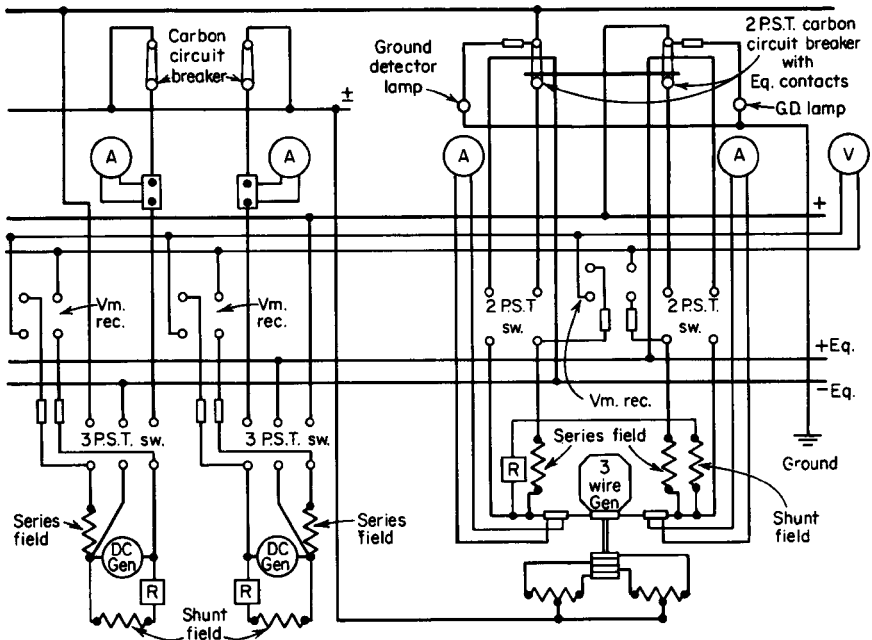 Carbon
circuit
breaker
±
Ground
detector
lamp
2 P.S.T. carbon
circuit breaker
with
Eq. contacts
G.D. lamp
A
A
A
A
V
+
Vm.
rec.
Vm.
rec.
2 P.S.T.
sw.
2 P.S.T.
sw.
+Eq.
−Eq.
Vm. rec.
3 P.S.T. sw.
3 P.S.T. sw.
Series field
Ground
R
3
wire
Gen
Shunt
field
Series
field
DC
Gen
DC
Gen
Series
field
R
R
Shunt
field